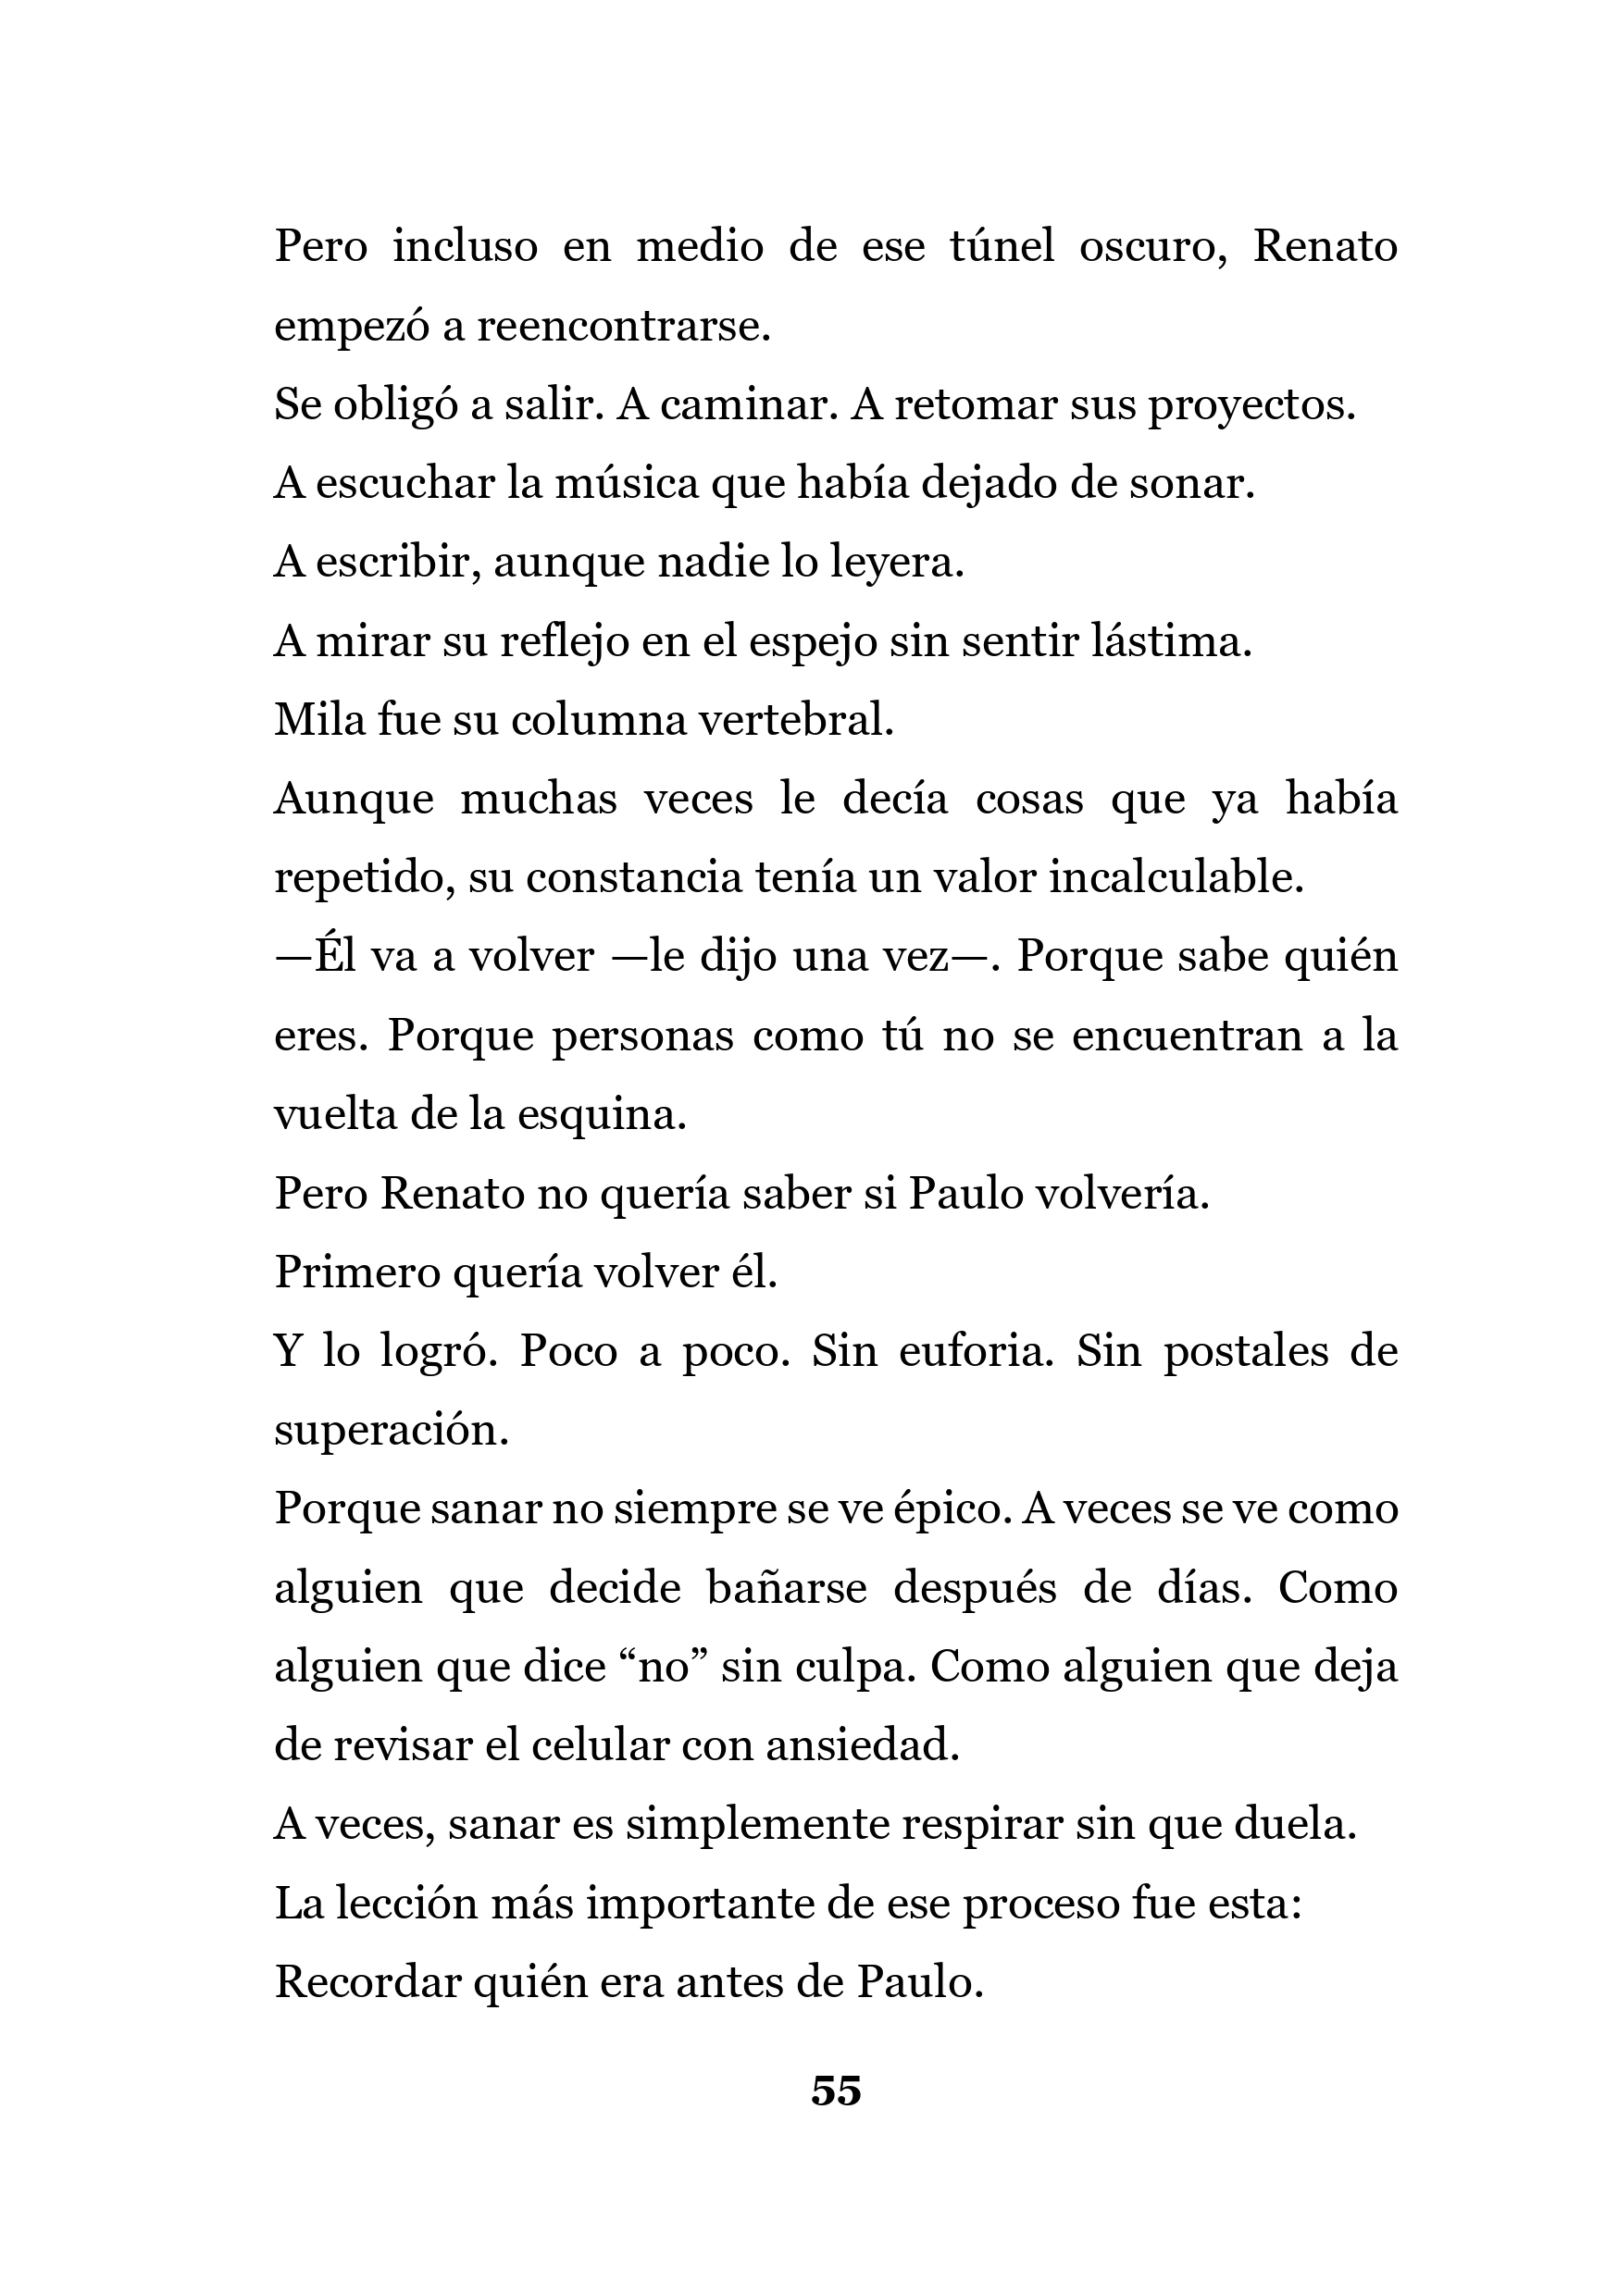 Pero incluso en medio de ese túnel oscuro, Renato
empezó a reencontrarse.
Se obligó a salir. A caminar. A retomar sus proyectos.
A escuchar la música que había dejado de sonar.
A escribir, aunque nadie lo leyera.
A mirar su reflejo en el espejo sin sentir lástima.
Mila fue su columna vertebral.
Aunque muchas veces le decía cosas que ya había
repetido, su constancia tenía un valor incalculable.
—Él va a volver —le dijo una vez—. Porque sabe quién
eres. Porque personas como tú no se encuentran a la
vuelta de la esquina.
Pero Renato no quería saber si Paulo volvería.
Primero quería volver él.
Y lo logró. Poco a poco. Sin euforia. Sin postales de
superación.
Porque sanar no siempre se ve épico. A veces se ve como
alguien que decide bañarse después de días. Como
alguien que dice “no” sin culpa. Como alguien que deja
de revisar el celular con ansiedad.
A veces, sanar es simplemente respirar sin que duela.
La lección más importante de ese proceso fue esta:
Recordar quién era antes de Paulo.
55